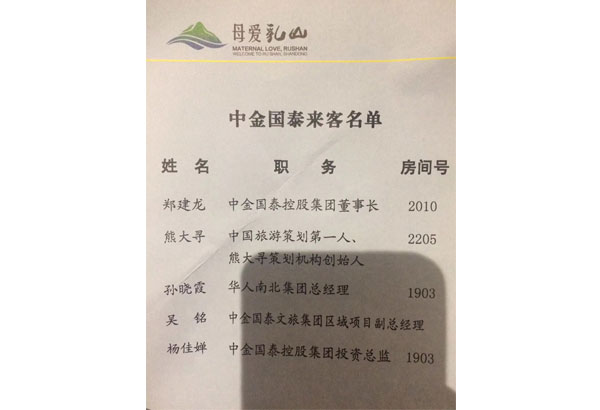 母爱乳山
MATERNAL LOVE, RUSHAN
WELCOME TO RUSHAN, SHANDONG
中金国泰来客名单
姓 名 职 务 房间号
郑建龙 中金国泰控股集团董事长 2010
熊大寻 中国旅游策划第一人、 2205
熊大寻策划机构创始人
孙晓霞 华人南北集团总经理 1903
吴 铭 中金国泰文旅集团区域项目副总经理
杨佳婵 中金国泰控股集团投资总监 1903